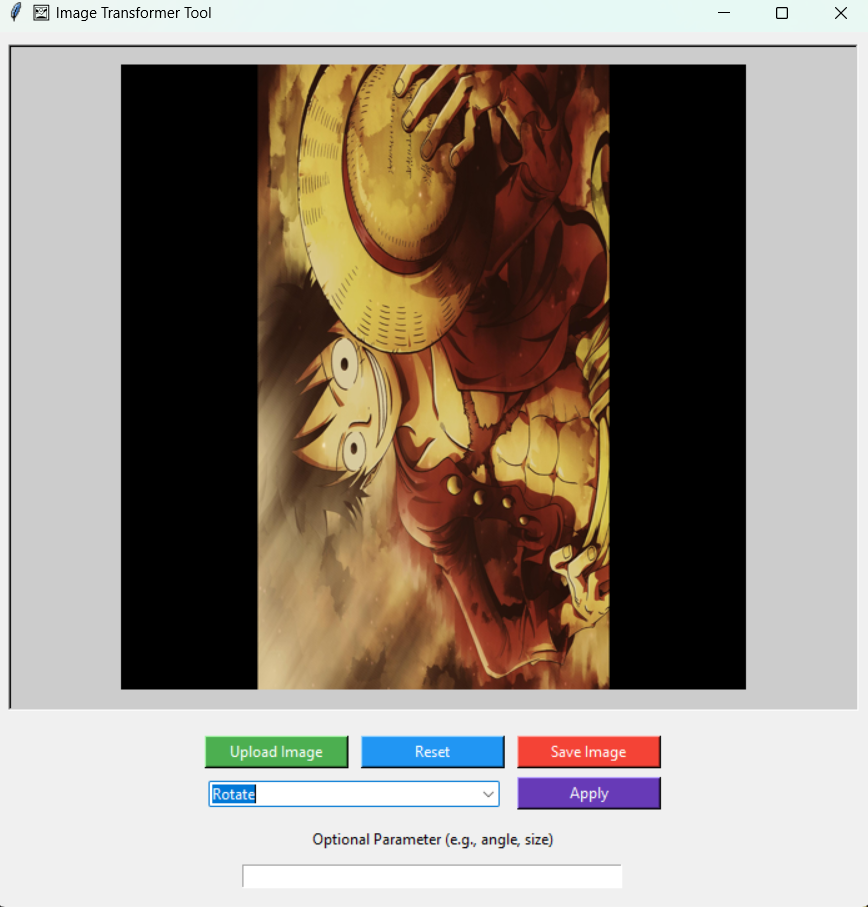 Image Transformer Tool
Upload Image
Reset
Save Image
Rotate
Apply
Optional Parameter (e.g., angle, size)